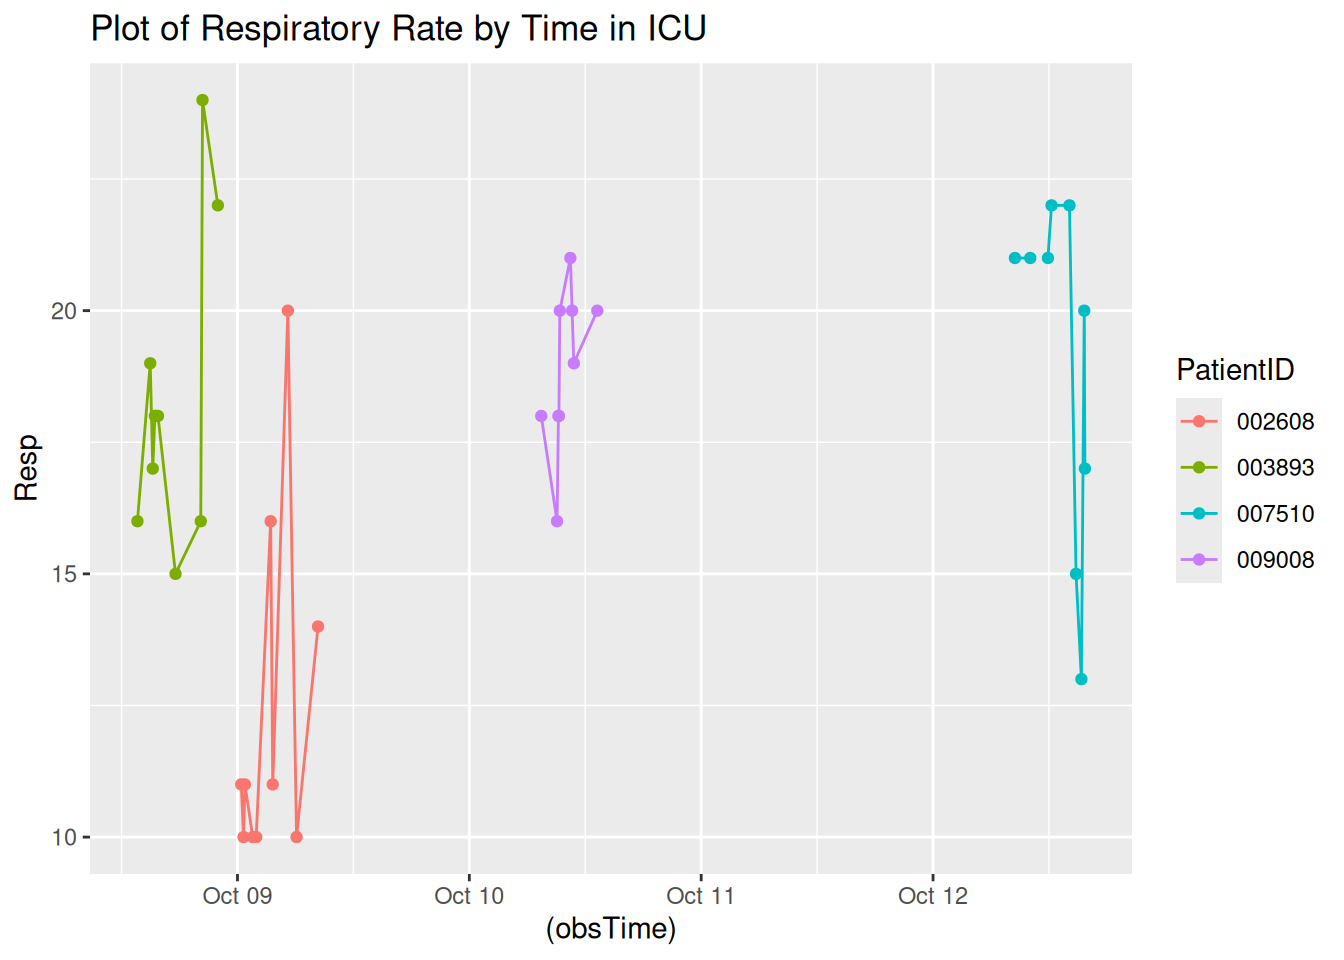 Plot of Respiratory Rate by Time in ICU
Resp
20
15
10
Oct 09 Oct 10 Oct 11 Oct 12
(obsTime)
PatientID
002608
003893
007510
009008